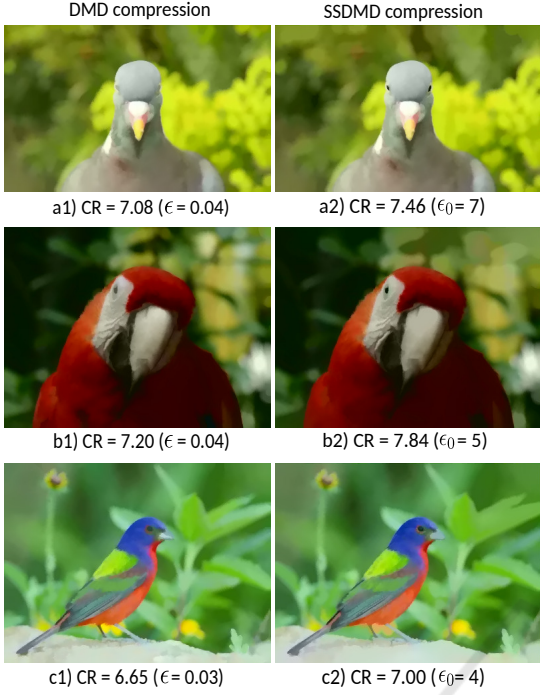 DMD compression SSDMD compression
a1) CR = 7.08 (ϵ = 0.04) a2) CR = 7.46 (ϵ₀ = 7)
b1) CR = 7.20 (ϵ = 0.04) b2) CR = 7.84 (ϵ₀ = 5)
c1) CR = 6.65 (ϵ = 0.03) c2) CR = 7.00 (ϵ₀ = 4)